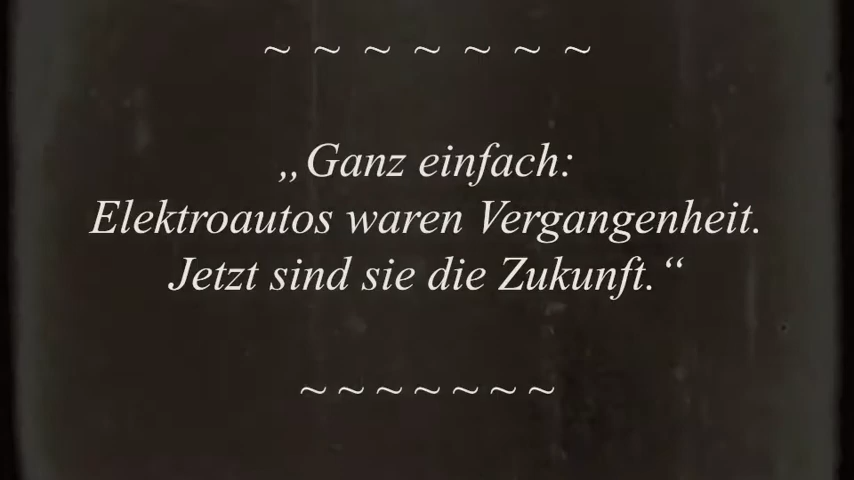 ~ ~ ~ ~ ~ ~ ~
„Ganz einfach:
Elektroautos waren Vergangenheit.
Jetzt sind sie die Zukunft.“
~ ~ ~ ~ ~ ~ ~